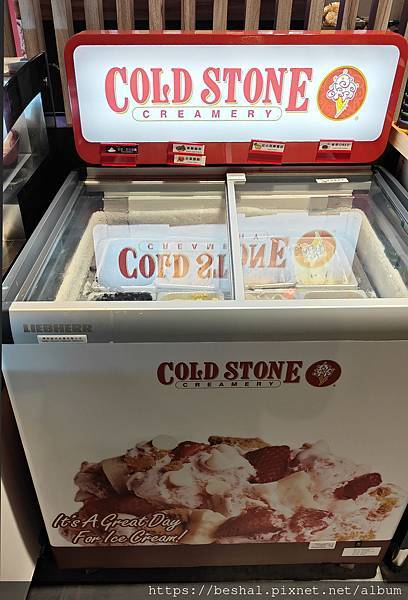 COLD STONE
CREAMERY
LIEBHERR
COLD STONE
CREAMERY
It's A Great Day
For Ice Cream!
https://beshal.pixnet.net/album